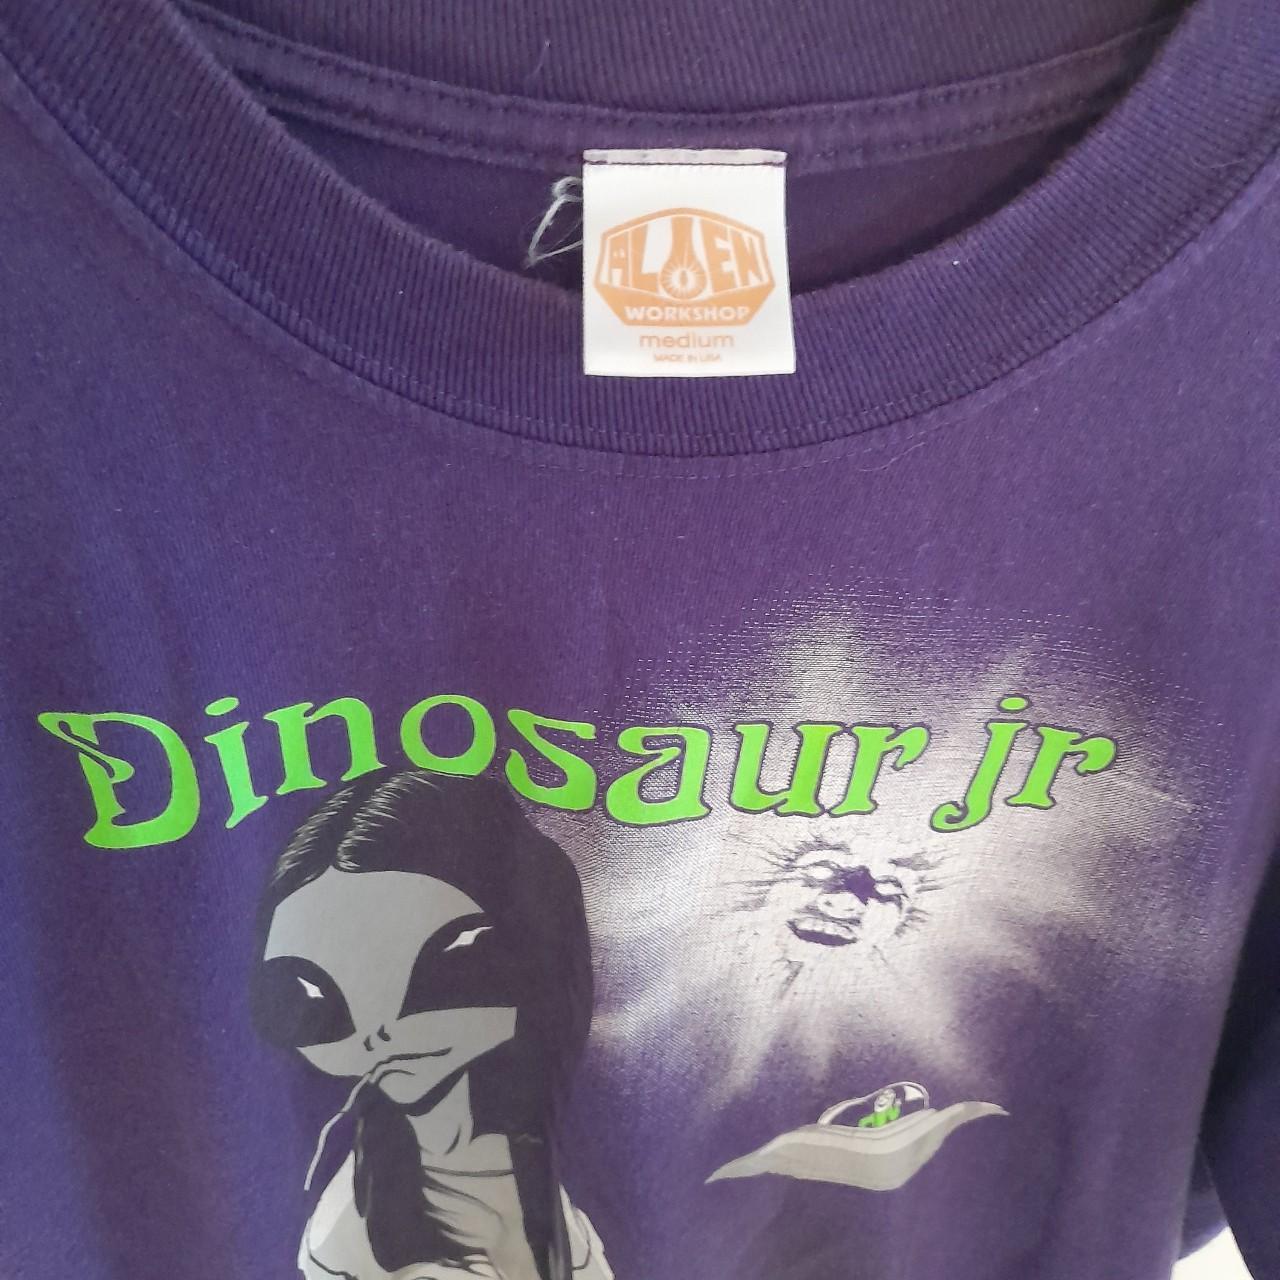 ALIEN
WORKSHOP
medium
MADE IN USA
Dinosaur jr